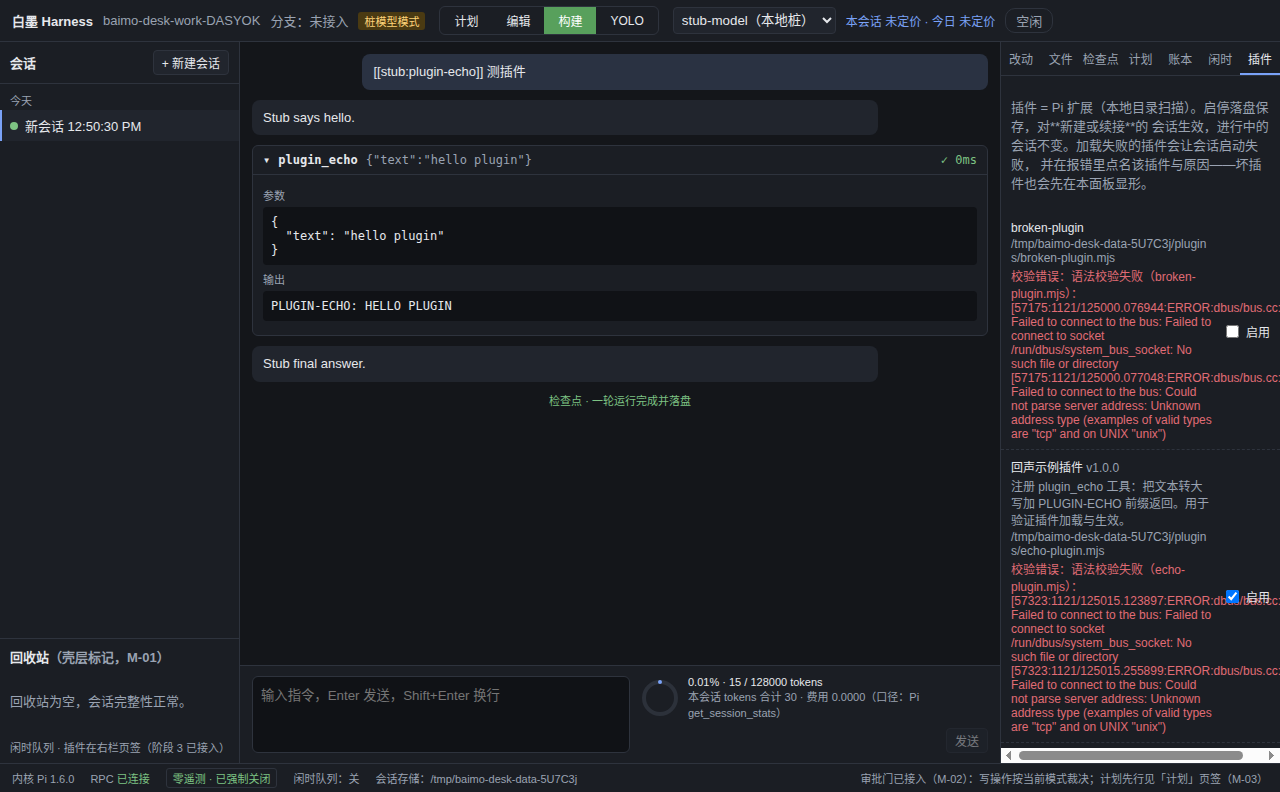 白墨 Harness baimo-desk-work-DASYOK 分支：未接入 桩模型模式 计划 编辑 构建 YOLO stub-model（本地桩） 本会话 未定价 · 今日 未定价 空闲
会话 + 新建会话
今天
新会话 12:50:30 PM
回收站（壳层标记，M-01）
回收站为空，会话完整性正常。
闲时队列 · 插件在右栏页签（阶段 3 已接入）
[[stub:plugin-echo]] 测插件
Stub says hello.
▾ plugin_echo {"text":"hello plugin"} ✓ 0ms
参数
{
"text": "hello plugin"
}
输出
PLUGIN-ECHO: HELLO PLUGIN
Stub final answer.
检查点 · 一轮运行完成并落盘
输入指令，Enter 发送，Shift+Enter 换行
0.01% · 15 / 128000 tokens
本会话 tokens 合计 30 · 费用 0.0000（口径：Pi
get_session_stats）
发送
改动 文件 检查点 计划 账本 闲时 插件
插件 = Pi 扩展（本地目录扫描）。启停落盘保
存，对**新建或续接**的 会话生效，进行中的
会话不变。加载失败的插件会让会话启动失
败， 并在报错里点名该插件与原因——坏插
件也会先在本面板显形。
broken-plugin
/tmp/baimo-desk-data-5U7C3j/plugin
s/broken-plugin.mjs
校验错误：语法校验失败（broken-
plugin.mjs）：
[57175:1121/125000.076944:ERROR:dbus/bus.cc:
Failed to connect to the bus: Failed to
connect to socket
/run/dbus/system_bus_socket: No
such file or directory
[57175:1121/125000.077048:ERROR:dbus/bus.cc:
Failed to connect to the bus: Could
not parse server address: Unknown
address type (examples of valid types
are "tcp" and on UNIX "unix")
启用
回声示例插件 v1.0.0
注册 plugin_echo 工具：把文本转大
写加 PLUGIN-ECHO 前缀返回。用于
验证插件加载与生效。
/tmp/baimo-desk-data-5U7C3j/plugin
s/echo-plugin.mjs
校验错误：语法校验失败（echo-
plugin.mjs）：
[57323:1121/125015.123897:ERROR:dbus/bus.cc:
Failed to connect to the bus: Failed to
connect to socket
/run/dbus/system_bus_socket: No
such file or directory
[57323:1121/125015.255899:ERROR:dbus/bus.cc:
Failed to connect to the bus: Could
not parse server address: Unknown
address type (examples of valid types
are "tcp" and on UNIX "unix")
启用
内核 Pi 1.6.0 RPC 已连接 零遥测 · 已强制关闭 闲时队列：关 会话存储：/tmp/baimo-desk-data-5U7C3j 审批门已接入（M-02）：写操作按当前模式裁决；计划先行见「计划」页签（M-03）